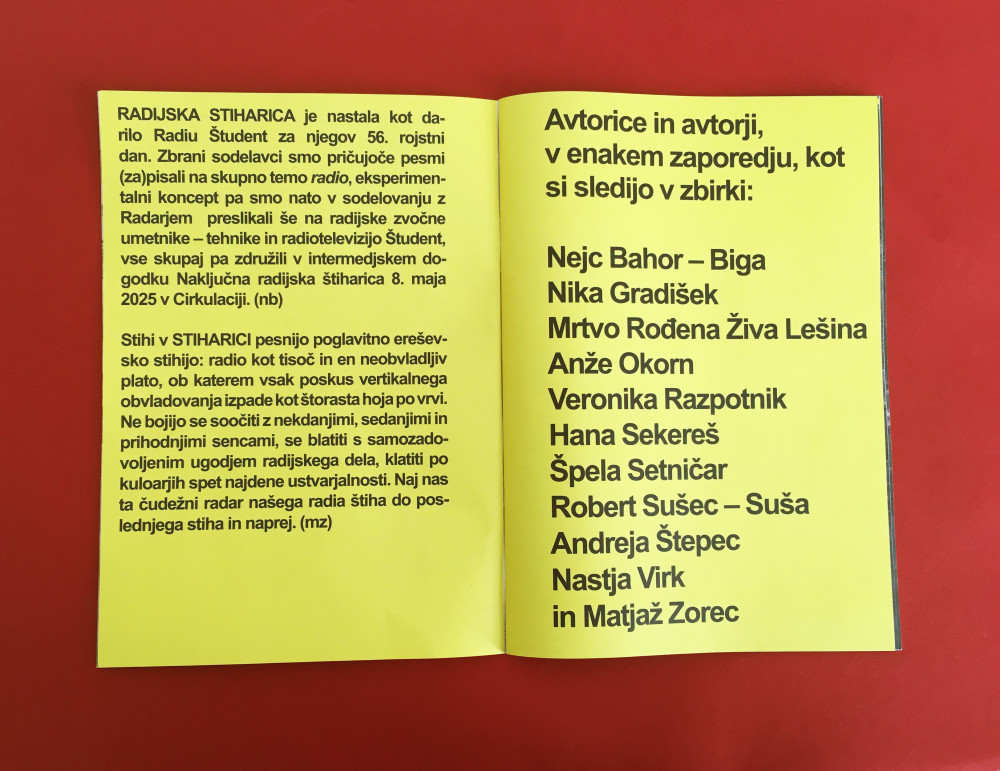 RADIJSKA STIHARICA je nastala kot da-
rilo Radiu Študent za njegov 56. rojstni
dan. Zbrani sodelavci smo pričujoče pesmi
(za)pisali na skupno temo radio, eksperimen-
talni koncept pa smo nato v sodelovanju z
Radarjem preslikali še na radijske zvočne
umetnike – tehnike in radiotelevizijo Študent,
vse skupaj pa združili v intermedjskem do-
godku Naključna radijska štiharica 8. maja
2025 v Cirkulaciji. (nb)

Stihi v STIHARICI pesnijo poglavitno erešev-
sko stihijo: radio kot tisoč in en neobvladljiv
plato, ob katerem vsak poskus vertikalnega
obvladovanja izpade kot štorasta hoja po vrvi.
Ne bojijo se soočiti z nekdanjimi, sedanjimi in
prihodnjimi sencami, se blatiti s samozado-
voljenim ugodjem radijskega dela, klatiti po
kuloarjih spet najdene ustvarjalnosti. Naj nas
ta čudežni radar našega radia štiha do pos-
lednjega stiha in naprej. (mz)

Avtorice in avtorji,
v enakem zaporedju, kot
si sledijo v zbirki:

Nejc Bahor – Biga
Nika Gradišek
Mrtvo Rođena Živa Lešina
Anže Okorn
Veronika Razpotnik
Hana Sekereš
Špela Setničar
Robert Sušec – Suša
Andreja Štepec
Nastja Virk
in Matjaž Zorec